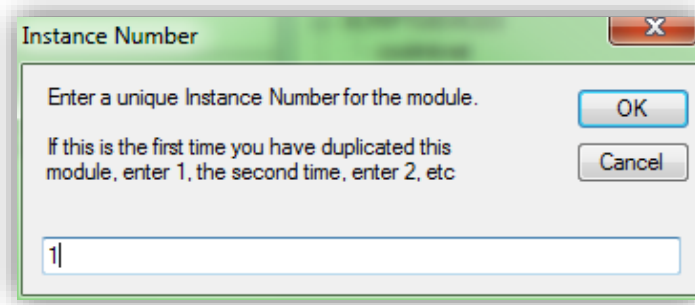 Instance Number
X
Enter a unique Instance Number for the module.
OK
If this is the first time you have duplicated this
module, enter 1, the second time, enter 2, etc
Cancel
1